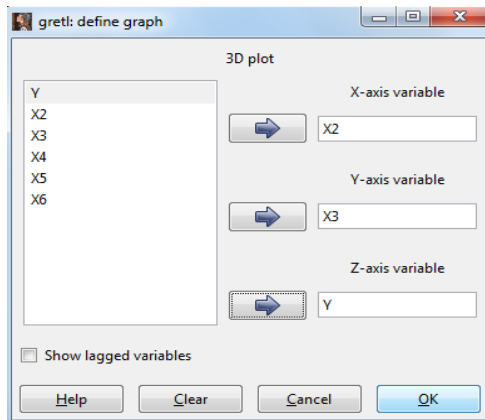 gretl: define graph
3D plot
Y
X2
X3
X4
X5
X6
X-axis variable
X2
Y-axis variable
X3
Z-axis variable
Y
Show lagged variables
Help Clear Cancel OK